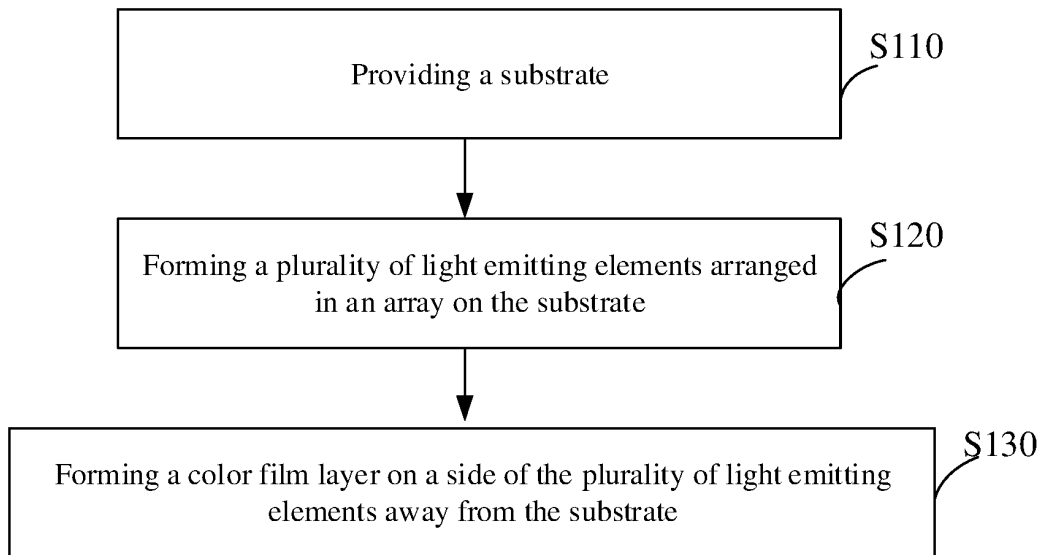 Providing a substrate
S110
Forming a plurality of light emitting elements arranged
in an array on the substrate
S120
Forming a color film layer on a side of the plurality of light emitting
elements away from the substrate
S130